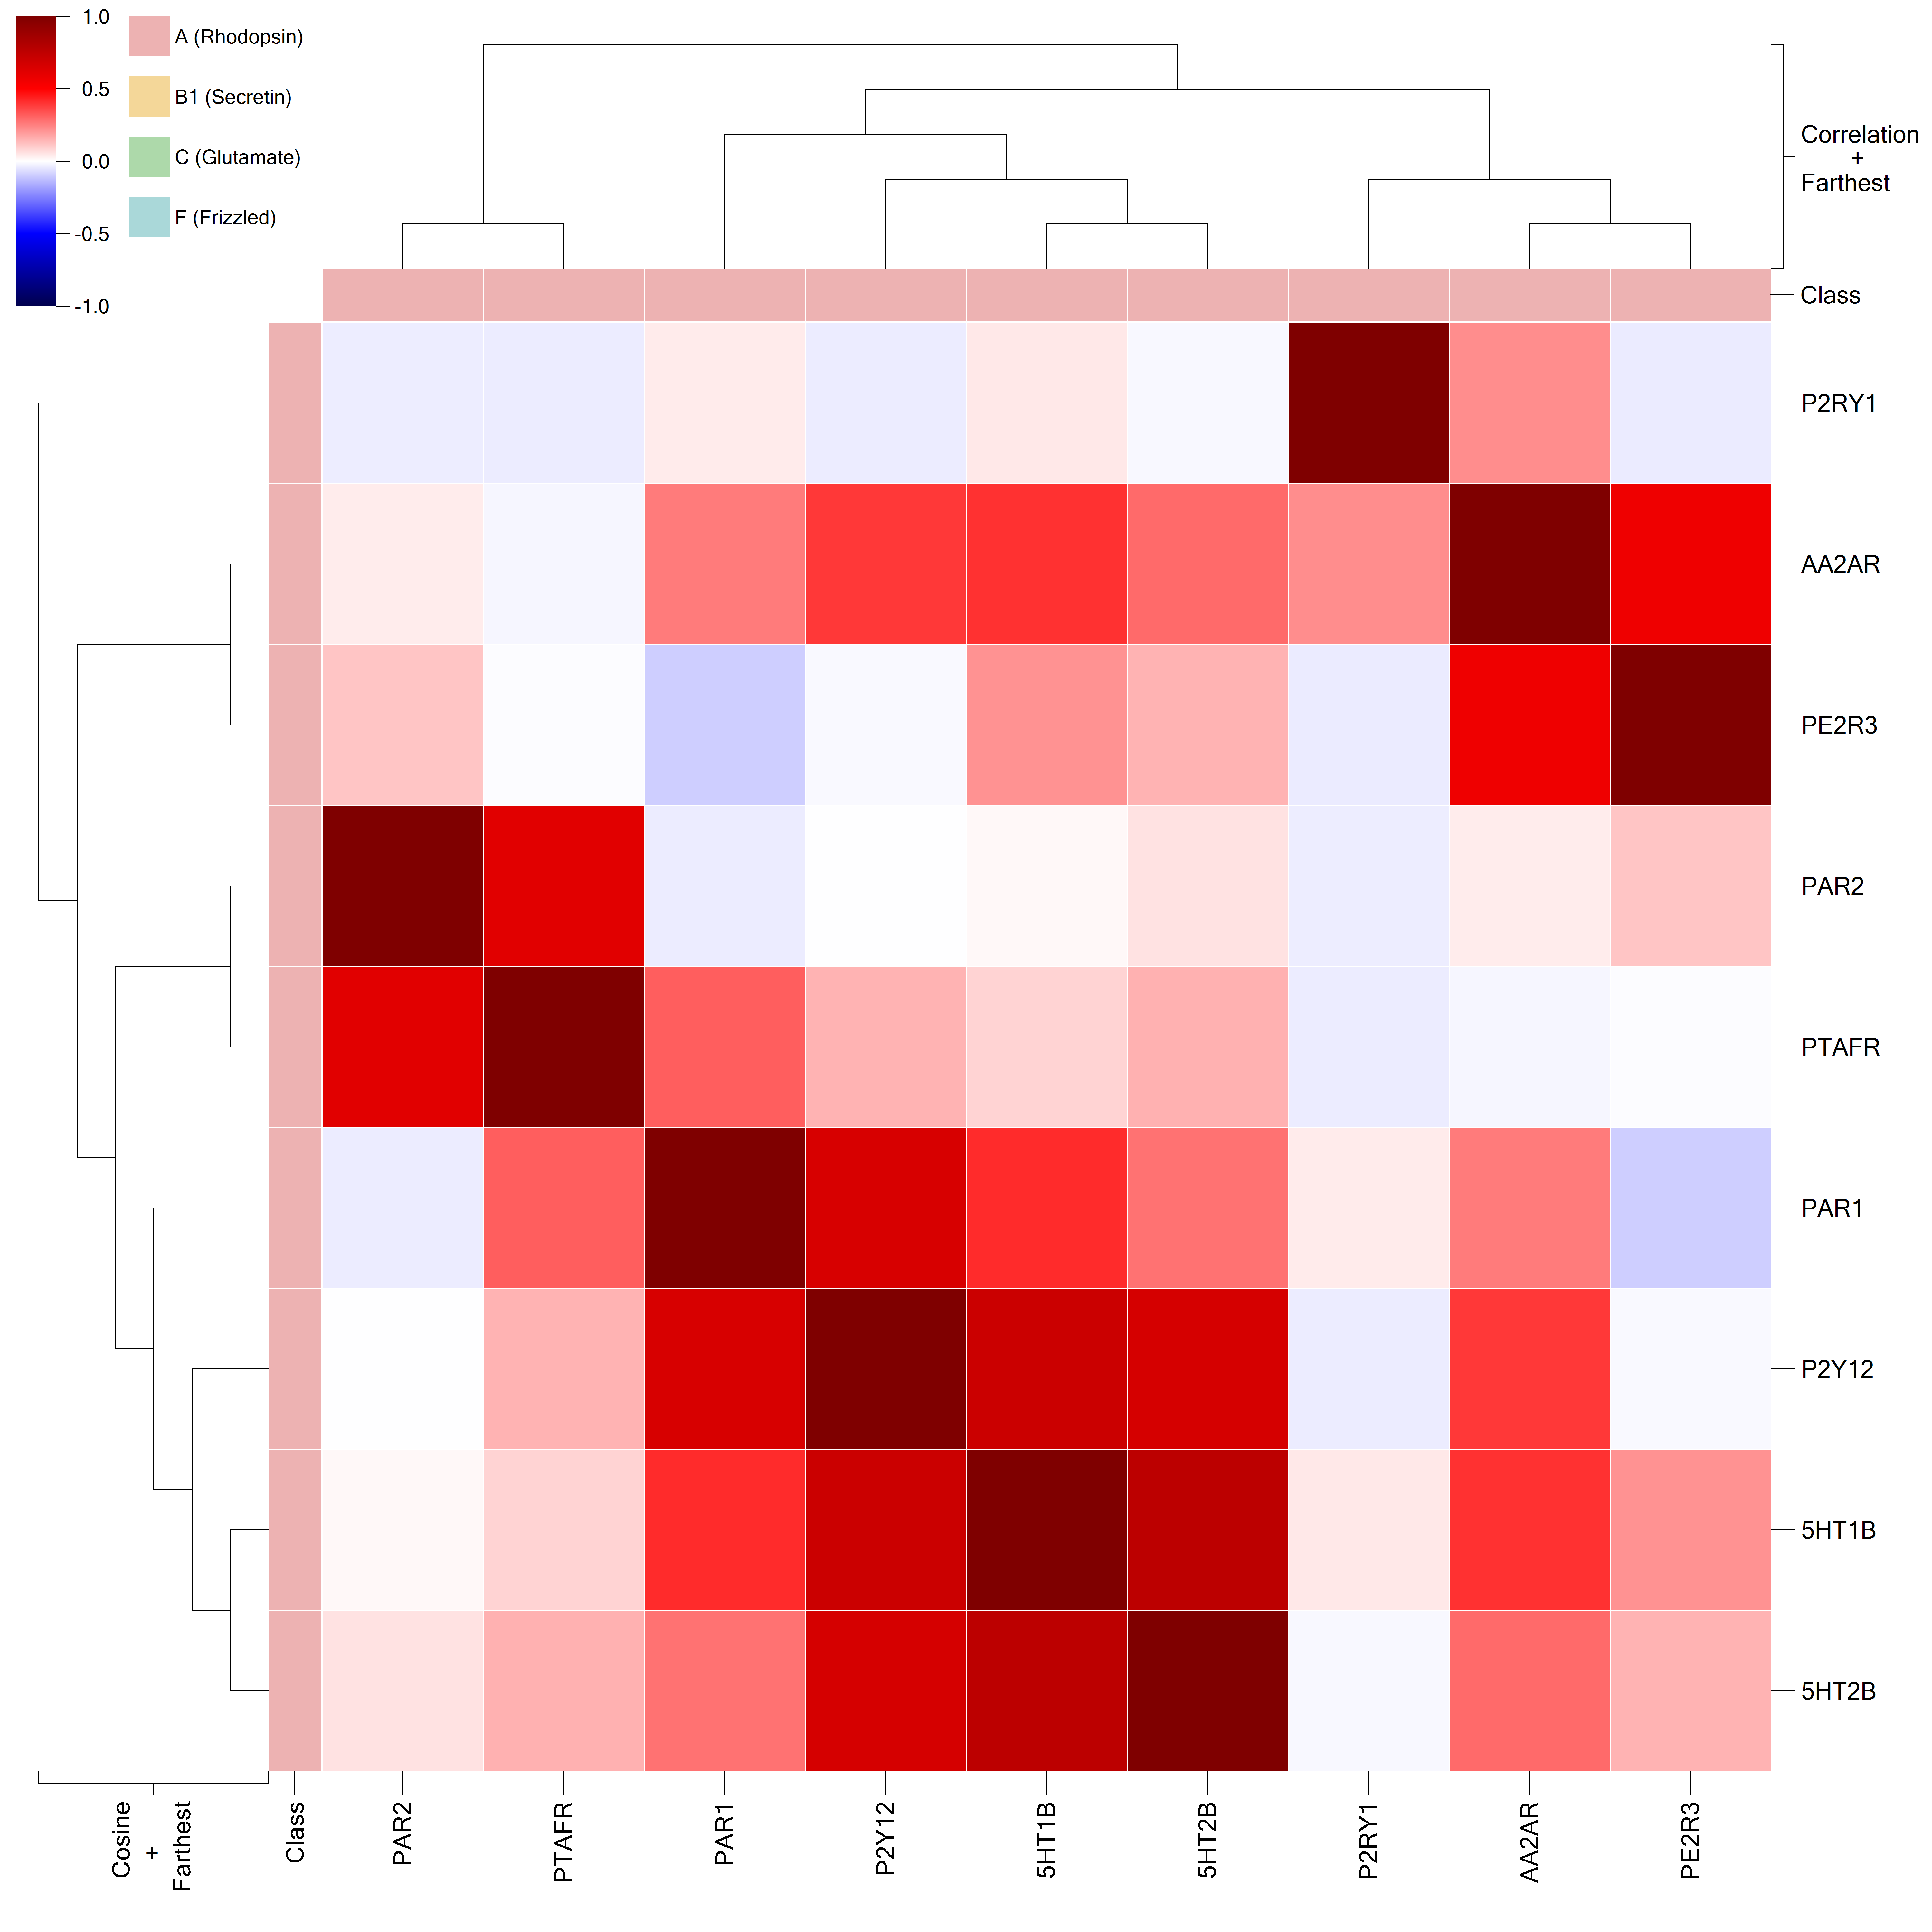 1.0
0.5
0.0
-0.5
-1.0
A (Rhodopsin)
B1 (Secretin)
C (Glutamate)
F (Frizzled)
Correlation
+
Farthest
Class
P2RY1
AA2AR
PE2R3
PAR2
PTAFR
PAR1
P2Y12
5HT1B
5HT2B
Cosine
+
Farthest
Class
PAR2
PTAFR
PAR1
P2Y12
5HT1B
5HT2B
P2RY1
AA2AR
PE2R3